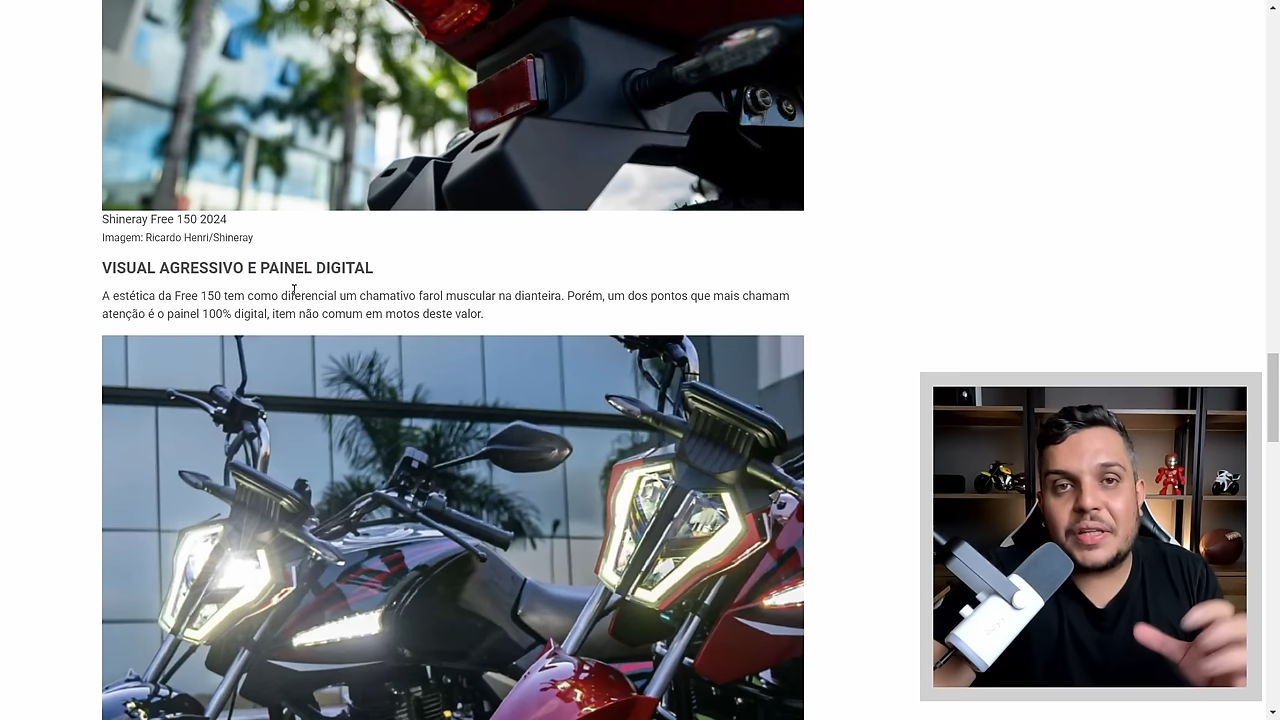 Shineray Free 150 2024
Imagem: Ricardo Henri/Shineray
VISUAL AGRESSIVO E PAINEL DIGITAL
A estética da Free 150 tem como diferencial um chamativo farol muscular na dianteira. Porém, um dos pontos que mais chamam
atenção é o painel 100% digital, item não comum em motos deste valor.